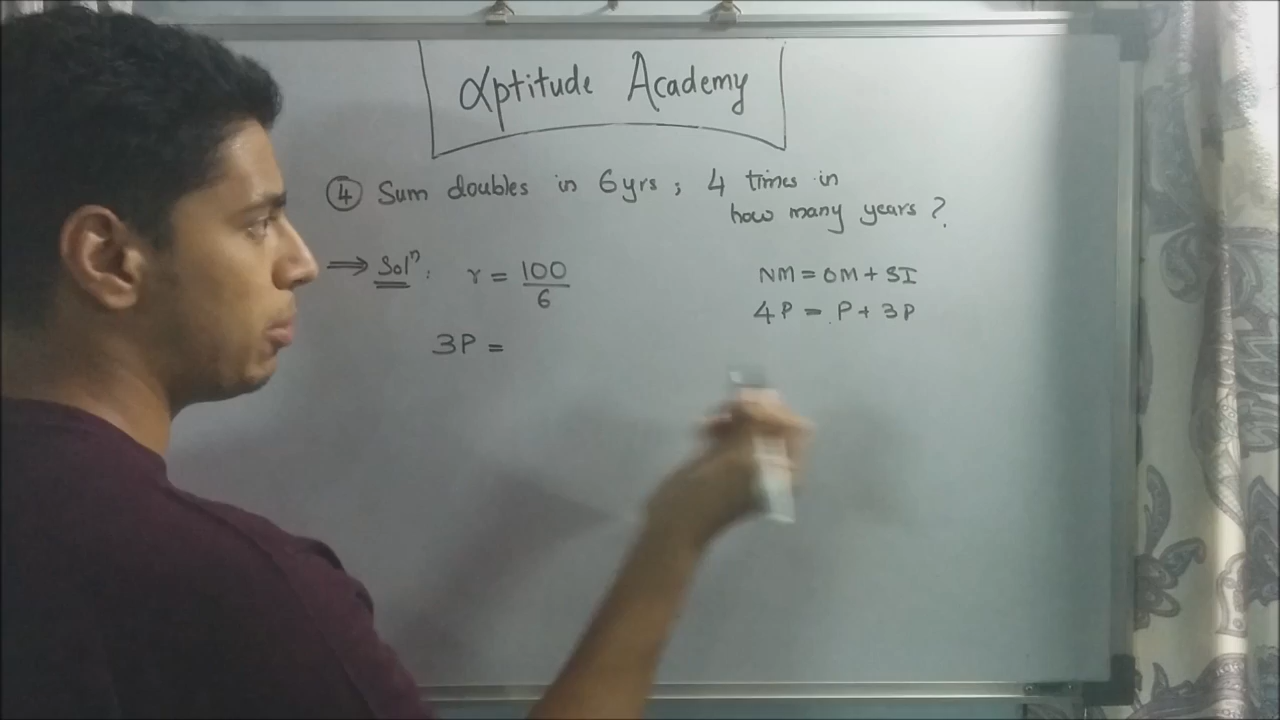 αptitude Academy
④ Sum doubles in 6yrs ; 4 times in
how many years ?
⟹ Solⁿ : r = 100/6
NM = OM + SI
4P = P + 3P
3P =